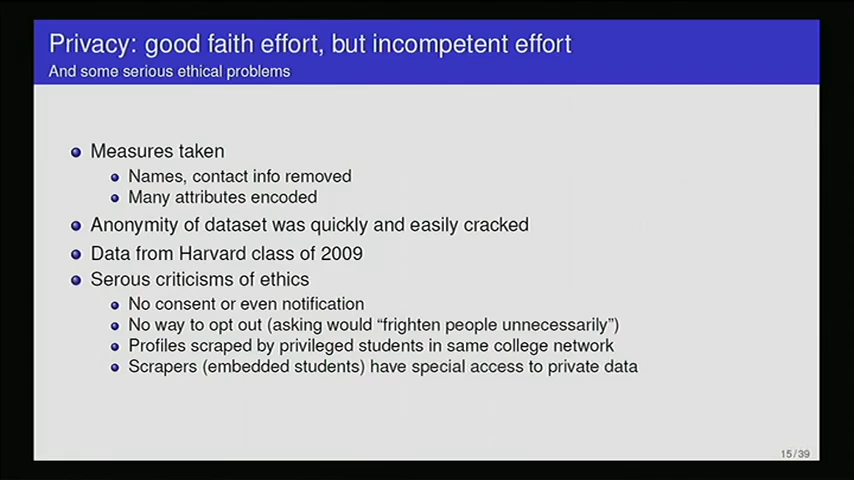 Privacy: good faith effort, but incompetent effort
And some serious ethical problems
Measures taken
Names, contact info removed
Many attributes encoded
Anonymity of dataset was quickly and easily cracked
Data from Harvard class of 2009
Serous criticisms of ethics
No consent or even notification
No way to opt out (asking would “frighten people unnecessarily”)
Profiles scraped by privileged students in same college network
Scrapers (embedded students) have special access to private data
15/39